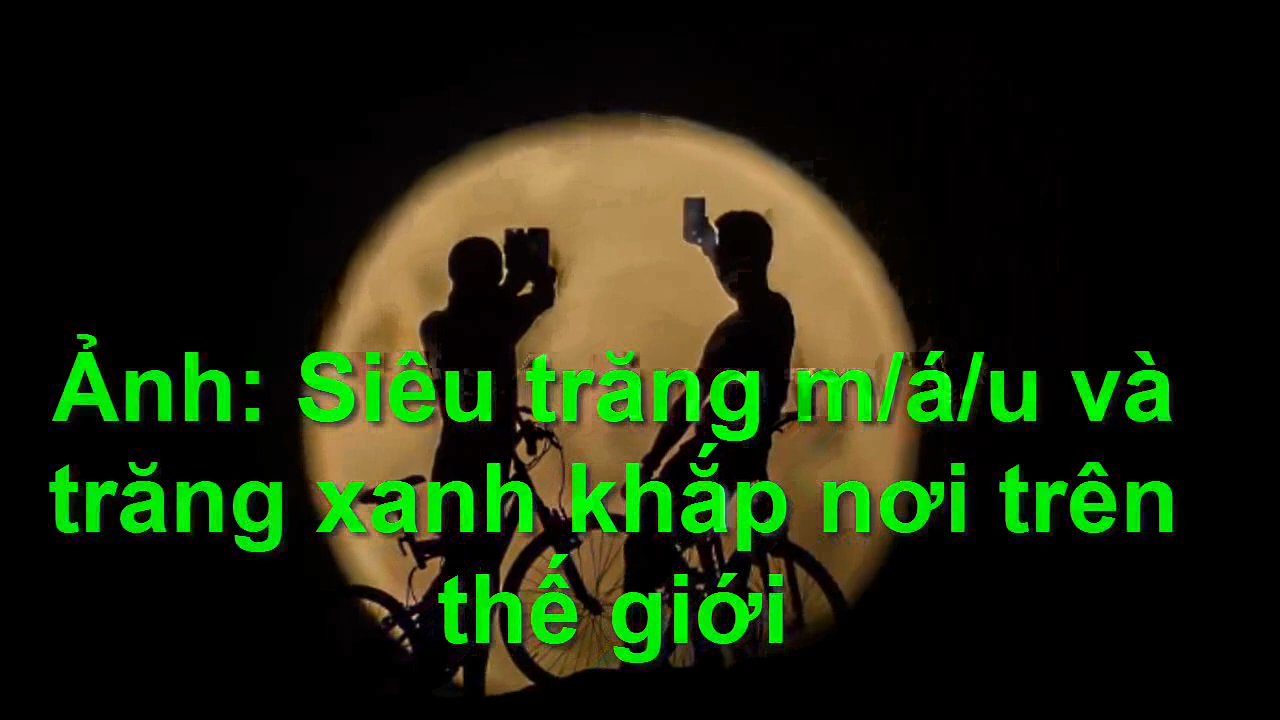 Ảnh: Siêu trăng m/á/u và
trăng xanh khắp nơi trên
thế giới